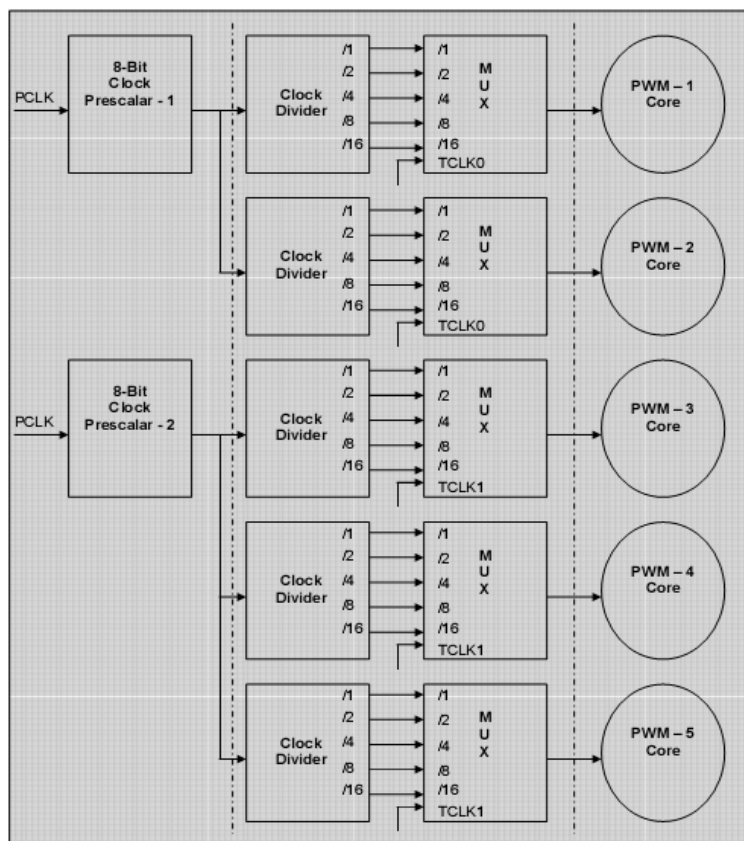 PCLK
8-Bit
Clock
Prescalar - 1
Clock
Divider
/1
/2
/4
/8
/16
/1
/2
/4
/8
/16
TCLK0
M
U
X
PWM – 1
Core
Clock
Divider
/1
/2
/4
/8
/16
/1
/2
/4
/8
/16
TCLK0
M
U
X
PWM – 2
Core
PCLK
8-Bit
Clock
Prescalar - 2
Clock
Divider
/1
/2
/4
/8
/16
/1
/2
/4
/8
/16
TCLK1
M
U
X
PWM – 3
Core
Clock
Divider
/1
/2
/4
/8
/16
/1
/2
/4
/8
/16
TCLK1
M
U
X
PWM – 4
Core
Clock
Divider
/1
/2
/4
/8
/16
/1
/2
/4
/8
/16
TCLK1
M
U
X
PWM – 5
Core